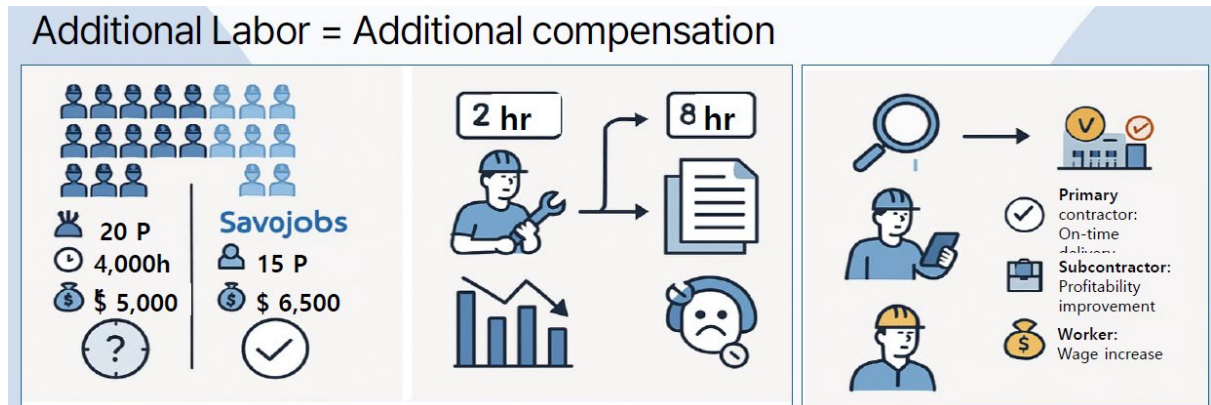 Additional Labor = Additional compensation
20 P
4,000h
$ 5,000
?
Savojobs
15 P
$ 6,500
2 hr
8 hr
V
Primary
contractor:
On-time
delivery
Subcontractor:
Profitability
improvement
Worker:
Wage increase